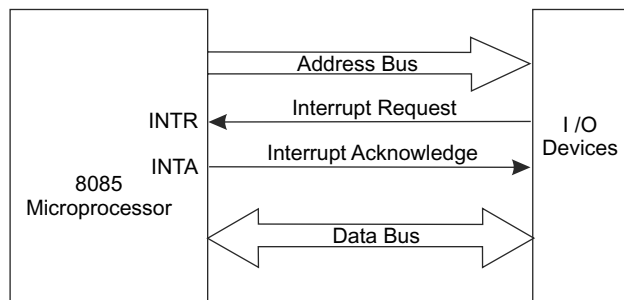 Address Bus
INTR
Interrupt Request
INTA
Interrupt Acknowledge
8085
Microprocessor
I /O
Devices
Data Bus